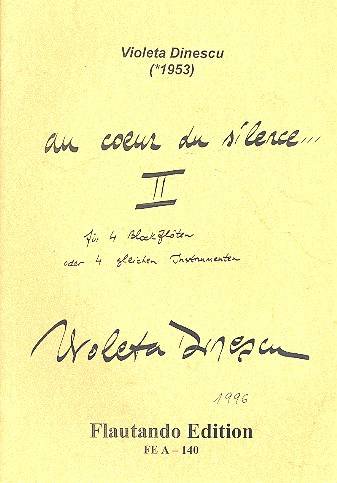 Violeta Dinescu
(*1953)
au coeur du silence...
II
für 4 Blockflöten
oder 4 gleichen Instrumenten
Violeta Dinescu
1996
Flautando Edition
FE A – 140